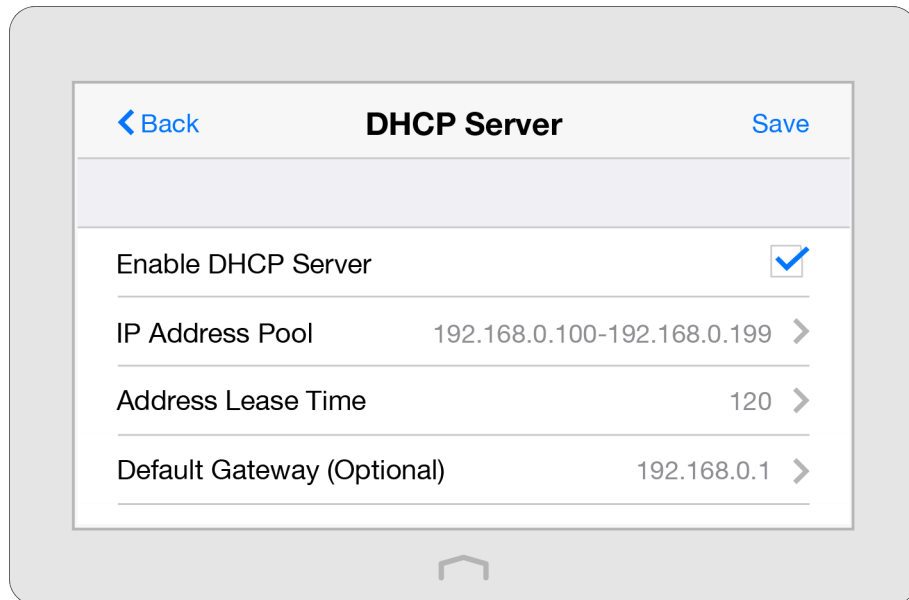 Back DHCP Server Save
Enable DHCP Server
IP Address Pool 192.168.0.100-192.168.0.199
Address Lease Time 120
Default Gateway (Optional) 192.168.0.1